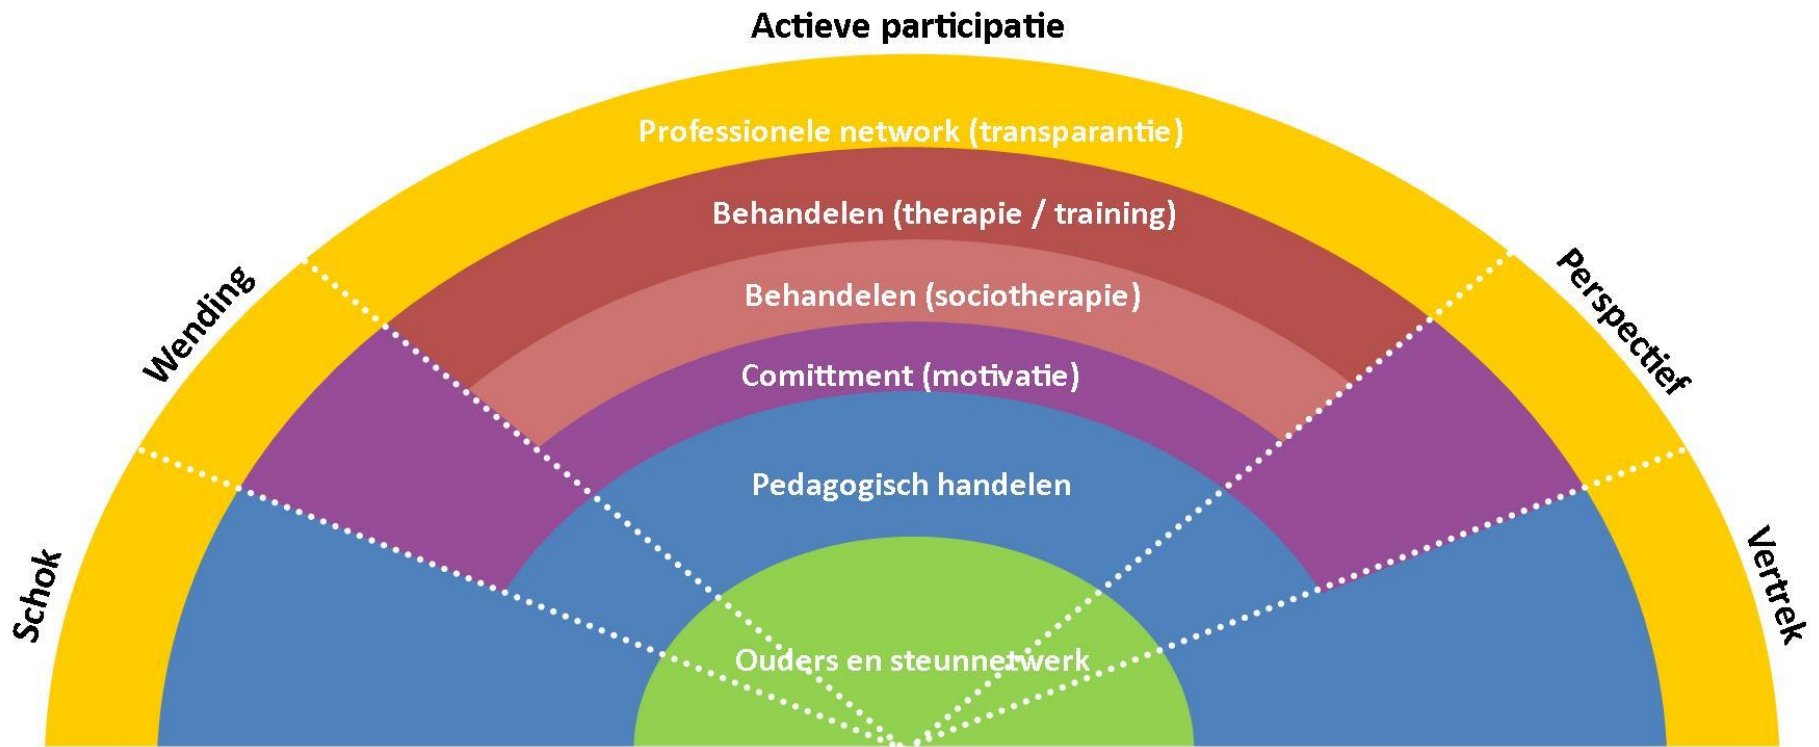 Actieve participatie
Professionele network (transparantie)
Behandelen (therapie / training)
Behandelen (sociotherapie)
Comittment (motivatie)
Pedagogisch handelen
Ouders en steunnetwerk
Schok
Wending
Perspectief
Vertrek